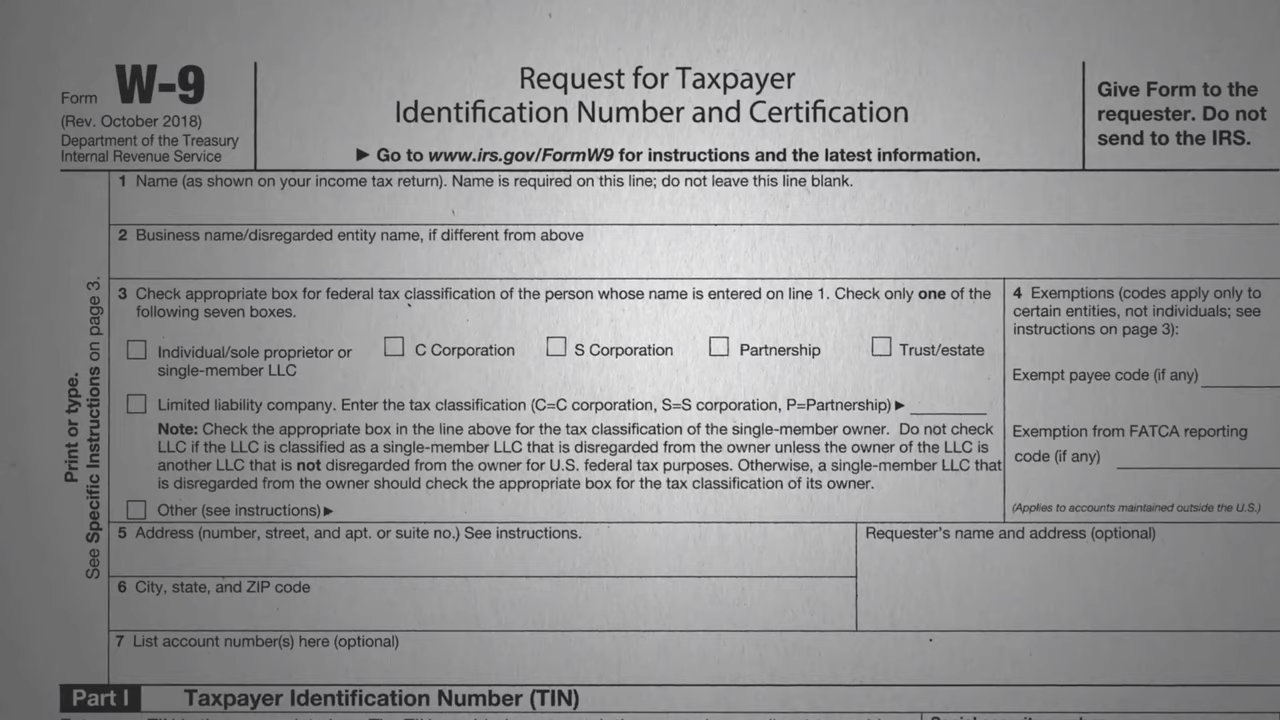 Form W-9
(Rev. October 2018)
Department of the Treasury
Internal Revenue Service
Request for Taxpayer
Identification Number and Certification
▶ Go to www.irs.gov/FormW9 for instructions and the latest information.
Give Form to the
requester. Do not
send to the IRS.
Print or type.
See Specific Instructions on page 3.
1 Name (as shown on your income tax return). Name is required on this line; do not leave this line blank.
2 Business name/disregarded entity name, if different from above
3 Check appropriate box for federal tax classification of the person whose name is entered on line 1. Check only one of the
following seven boxes.
Individual/sole proprietor or
single-member LLC
C Corporation
S Corporation
Partnership
Trust/estate
Limited liability company. Enter the tax classification (C=C corporation, S=S corporation, P=Partnership) ▶
Note: Check the appropriate box in the line above for the tax classification of the single-member owner. Do not check
LLC if the LLC is classified as a single-member LLC that is disregarded from the owner unless the owner of the LLC is
another LLC that is not disregarded from the owner for U.S. federal tax purposes. Otherwise, a single-member LLC that
is disregarded from the owner should check the appropriate box for the tax classification of its owner.
Other (see instructions) ▶
4 Exemptions (codes apply only to
certain entities, not individuals; see
instructions on page 3):
Exempt payee code (if any)
Exemption from FATCA reporting
code (if any)
(Applies to accounts maintained outside the U.S.)
5 Address (number, street, and apt. or suite no.) See instructions.
Requester's name and address (optional)
6 City, state, and ZIP code
7 List account number(s) here (optional)
Part I Taxpayer Identification Number (TIN)